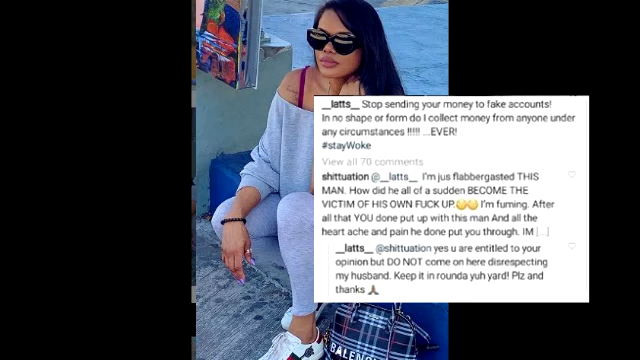 __latts__ Stop sending your money to fake accounts!
In no shape or form do I collect money from anyone under
any circumstances !!!!! ...EVER!
#stayWoke
View all 70 comments
shittuation @__latts__ I'm jus flabbergasted THIS
MAN. How did he all of a sudden BECOME THE
VICTIM OF HIS OWN FUCK UP.😳😳 I'm fuming. After
all that YOU done put up with this man And all the
heart ache and pain he done put you through. IM [...]
__latts__ @shittuation yes u are entitled to your
opinion but DO NOT come on here disrespecting
my husband. Keep it in rounda yuh yard! Plz and
thanks 🙏🏾
BALENC